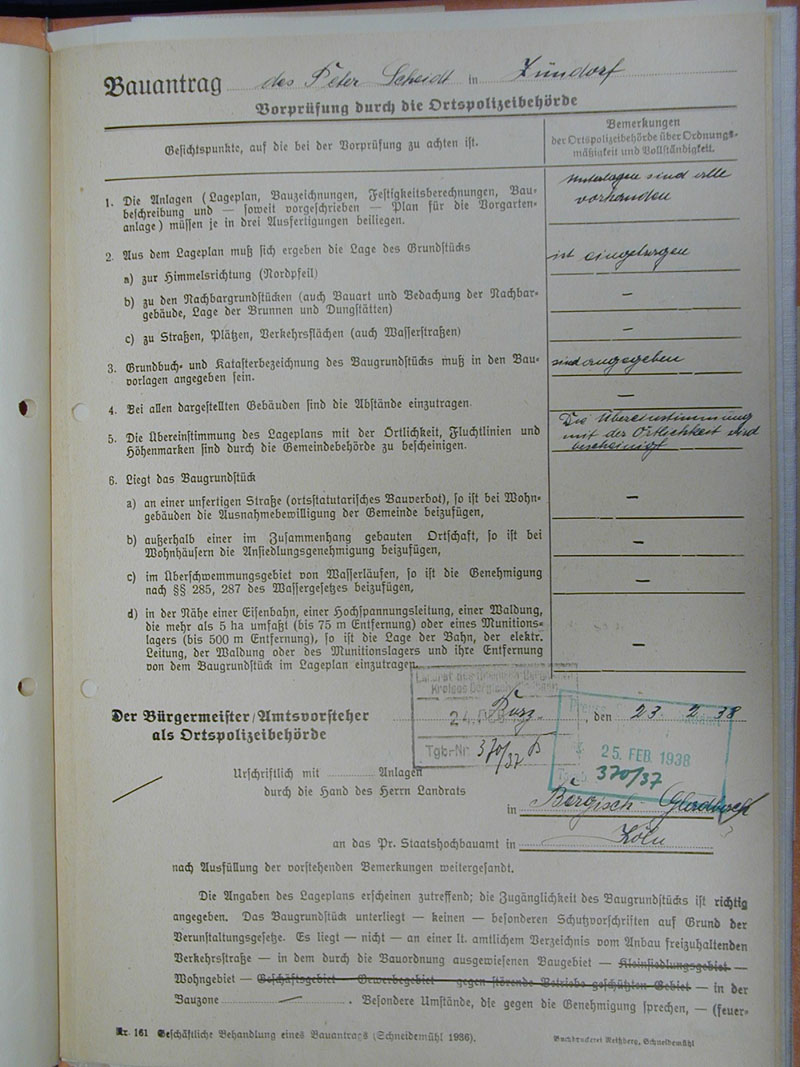 Bauantrag des Peter Scheidt in Zündorf
Vorprüfung durch die Ortspolizeibehörde
Gesichtspunkte, auf die bei der Vorprüfung zu achten ist.
Bemerkungen
der Ortspolizeibehörde über Ordnungs-
mäßigkeit und Vollständigkeit.
1. Die Anlagen (Lageplan, Bauzeichnungen, Festigkeitsberechnungen, Bau-
beschreibung und — soweit vorgeschrieben — Plan für die Vorgarten-
anlage) müssen je in drei Ausfertigungen beiliegen.
Unterlagen sind alle
vorhanden
2. Aus dem Lageplan muß sich ergeben die Lage des Grundstücks
a) zur Himmelsrichtung (Nordpfeil)
ist eingetragen
b) zu den Nachbargrundstücken (auch Bauart und Bedachung der Nachbar-
gebäude, Lage der Brunnen und Dungstätten)
–
c) zu Straßen, Plätzen, Verkehrsflächen (auch Wasserstraßen)
–
3. Grundbuch- und Katasterbezeichnung des Baugrundstücks muß in den Bau-
vorlagen angegeben sein.
sind angegeben
4. Bei allen dargestellten Gebäuden sind die Abstände einzutragen.
–
5. Die Übereinstimmung des Lageplans mit der Örtlichkeit, Fluchtlinien und
Höhenmarken sind durch die Gemeindebehörde zu bescheinigen.
Die Übereinstimmung
mit der Örtlichkeit wird
bescheinigt
6. Liegt das Baugrundstück
a) an einer unfertigen Straße (ortsstatutarisches Bauverbot), so ist bei Wohn-
gebäuden die Ausnahmebewilligung der Gemeinde beizufügen,
–
b) außerhalb einer im Zusammenhang gebauten Ortschaft, so ist bei
Wohnhäusern die Ansiedlungsgenehmigung beizufügen,
–
c) im Überschwemmungsgebiet von Wasserläufen, so ist die Genehmigung
nach §§ 285, 287 des Wassergesetzes beizufügen,
–
d) in der Nähe einer Eisenbahn, einer Hochspannungsleitung, einer Waldung,
die mehr als 5 ha umfaßt (bis 75 m Entfernung) oder eines Munitions-
lagers (bis 500 m Entfernung), so ist die Lage der Bahn, der elektr.
Leitung, der Waldung oder des Munitionslagers und ihre Entfernung
von dem Baugrundstück im Lageplan einzutragen.
–
Der Bürgermeister/Amtsvorsteher
als Ortspolizeibehörde
Porz, den 23. 2. 38
Tgb-Nr. 370/37 B
25. FEB. 1938
370/37
Urschriftlich mit Anlagen
durch die Hand des Herrn Landrats
in Bergisch Gladbach
an das Pr. Staatshochbauamt in Köln
nach Ausfüllung der vorstehenden Bemerkungen weitergesandt.
Die Angaben des Lageplans erscheinen zutreffend; die Zugänglichkeit des Baugrundstücks ist richtig
angegeben. Das Baugrundstück unterliegt — keinen — besonderen Schutzvorschriften auf Grund der
Verunstaltungsgesetze. Es liegt — nicht — an einer lt. amtlichem Verzeichnis vom Anbau freizuhaltenden
Verkehrsstraße — in dem durch die Bauordnung ausgewiesenen Baugebiet — Kleinsiedlungsgebiet —
Wohngebiet — Geschäftsgebiet — Gewerbegebiet — gegen störende Betriebe geschützten Gebiet — in der
Bauzone — . Besondere Umstände, die gegen die Genehmigung sprechen, — (feuer-
Nr. 161 Geschäftliche Behandlung eines Bauantrags (Schneidemühl 1936).
Buchdruckerei Rethberg, Schneidemühl